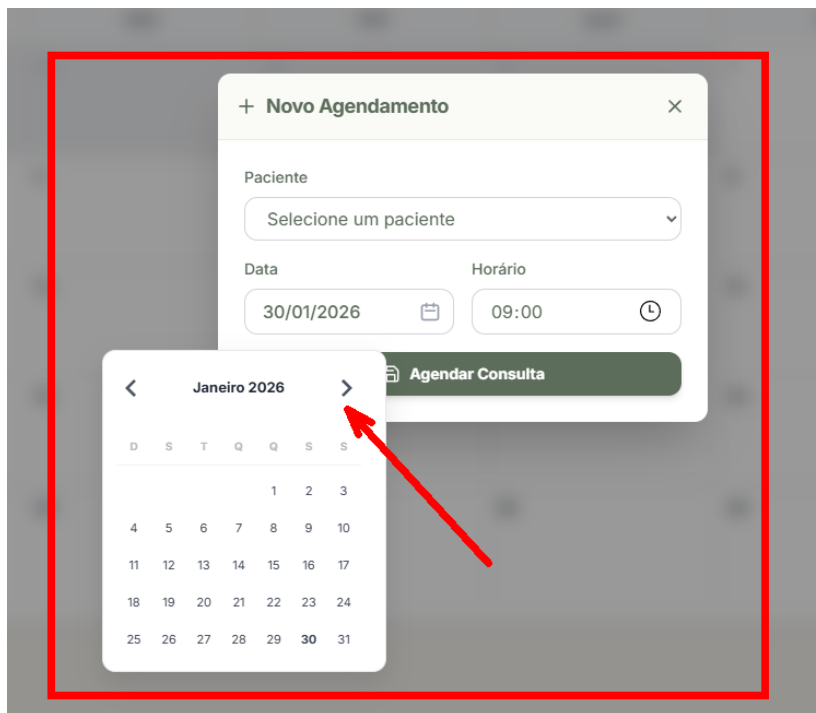 Novo Agendamento
Paciente
Selecione um paciente
Data Horário
30/01/2026 09:00
Agendar Consulta
Janeiro 2026
D S T Q Q S S
1 2 3
4 5 6 7 8 9 10
11 12 13 14 15 16 17
18 19 20 21 22 23 24
25 26 27 28 29 30 31